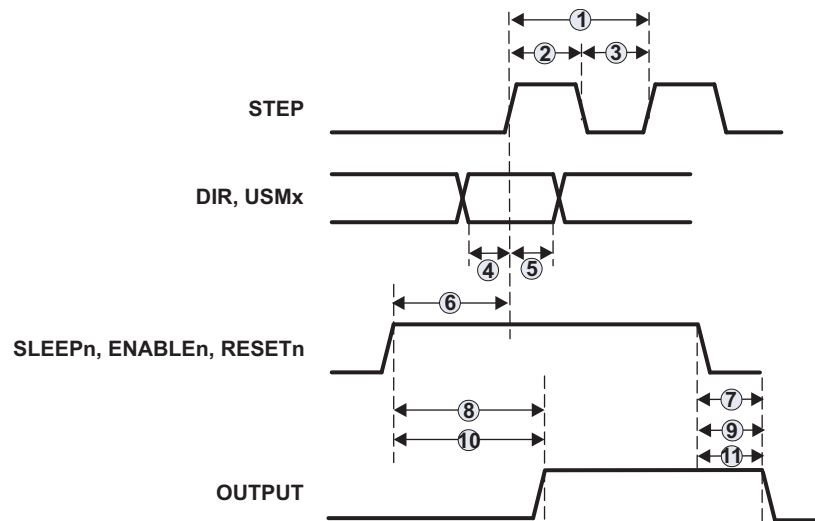 1
2 3
STEP
DIR, USMx
4 5
6
SLEEPn, ENABLEn, RESETn
7
8
9
10
11
OUTPUT